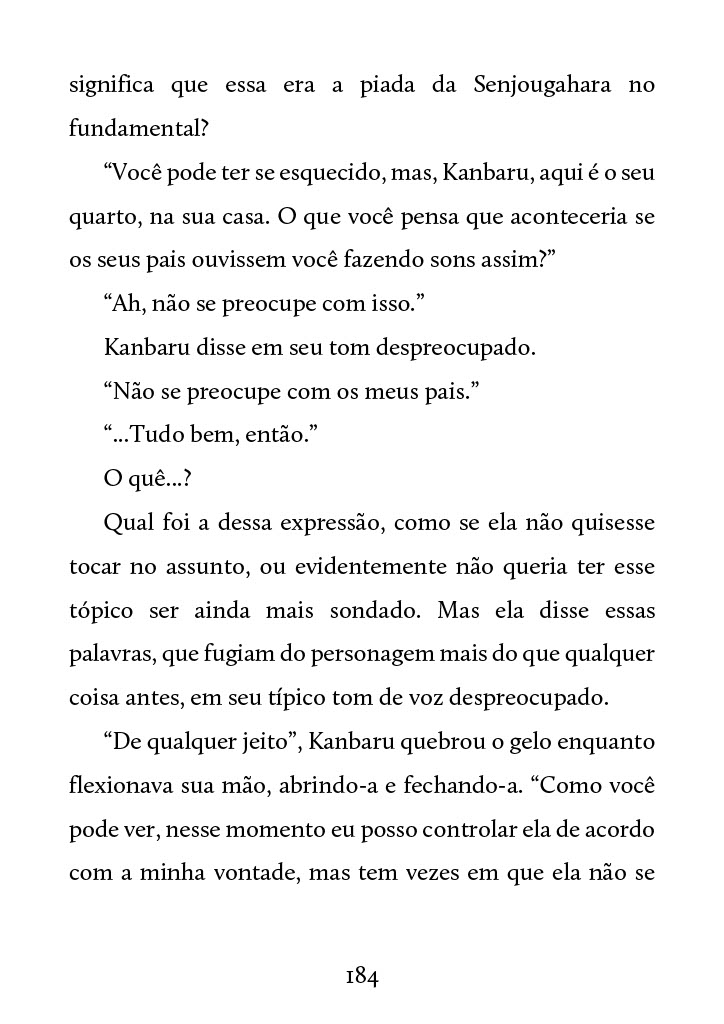 significa que essa era a piada da Senjougahara no
fundamental?
“Você pode ter se esquecido, mas, Kanbaru, aqui é o seu
quarto, na sua casa. O que você pensa que aconteceria se
os seus pais ouvissem você fazendo sons assim?”
“Ah, não se preocupe com isso.”
Kanbaru disse em seu tom despreocupado.
“Não se preocupe com os meus pais.”
“...Tudo bem, então.”
O quê...?
Qual foi a dessa expressão, como se ela não quisesse
tocar no assunto, ou evidentemente não queria ter esse
tópico ser ainda mais sondado. Mas ela disse essas
palavras, que fugiam do personagem mais do que qualquer
coisa antes, em seu típico tom de voz despreocupado.
“De qualquer jeito”, Kanbaru quebrou o gelo enquanto
flexionava sua mão, abrindo-a e fechando-a. “Como você
pode ver, nesse momento eu posso controlar ela de acordo
com a minha vontade, mas tem vezes em que ela não se
184